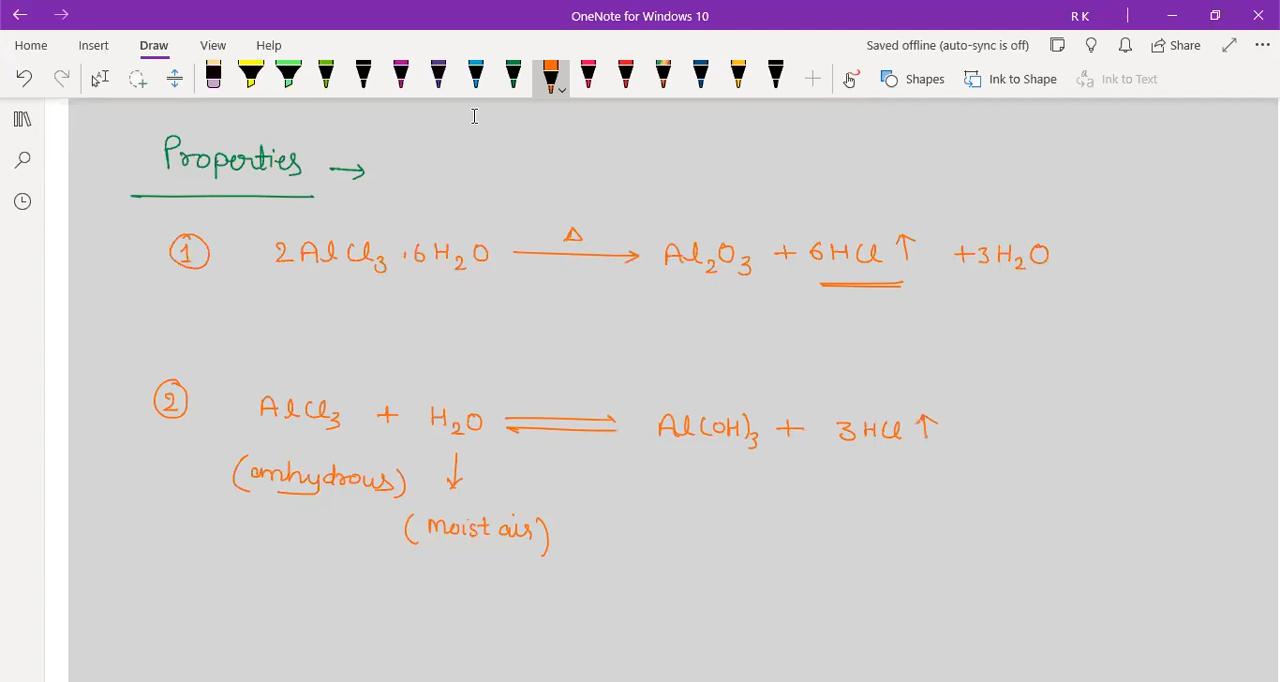 OneNote for Windows 10
R K
Home Insert Draw View Help
Saved offline (auto-sync is off) Share
Shapes Ink to Shape Ink to Text
Properties →
① 2AlCl₃·6H₂O —Δ→ Al₂O₃ + 6HCl↑ +3H₂O
② AlCl₃ + H₂O ⇌ Al(OH)₃ + 3HCl↑
(anhydrous) ↓
(Moist air)